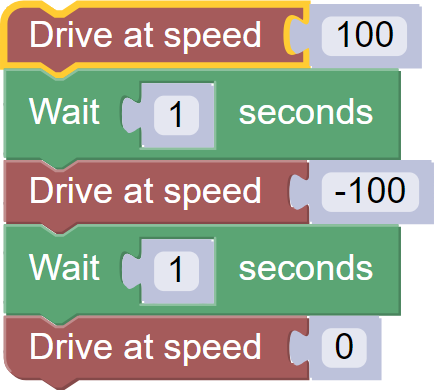 Drive at speed 100
Wait 1 seconds
Drive at speed -100
Wait 1 seconds
Drive at speed 0